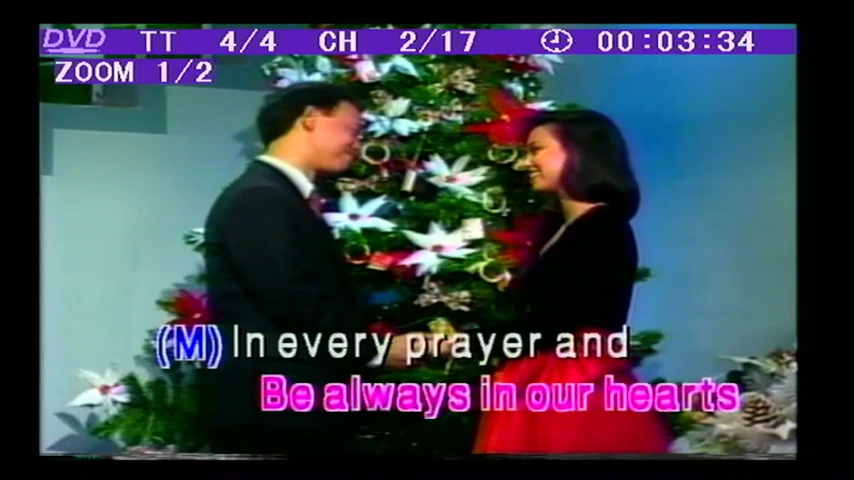 DVD TT 4/4 CH 2/17 00:03:34
ZOOM 1/2
(M) In every prayer and
Be always in our hearts